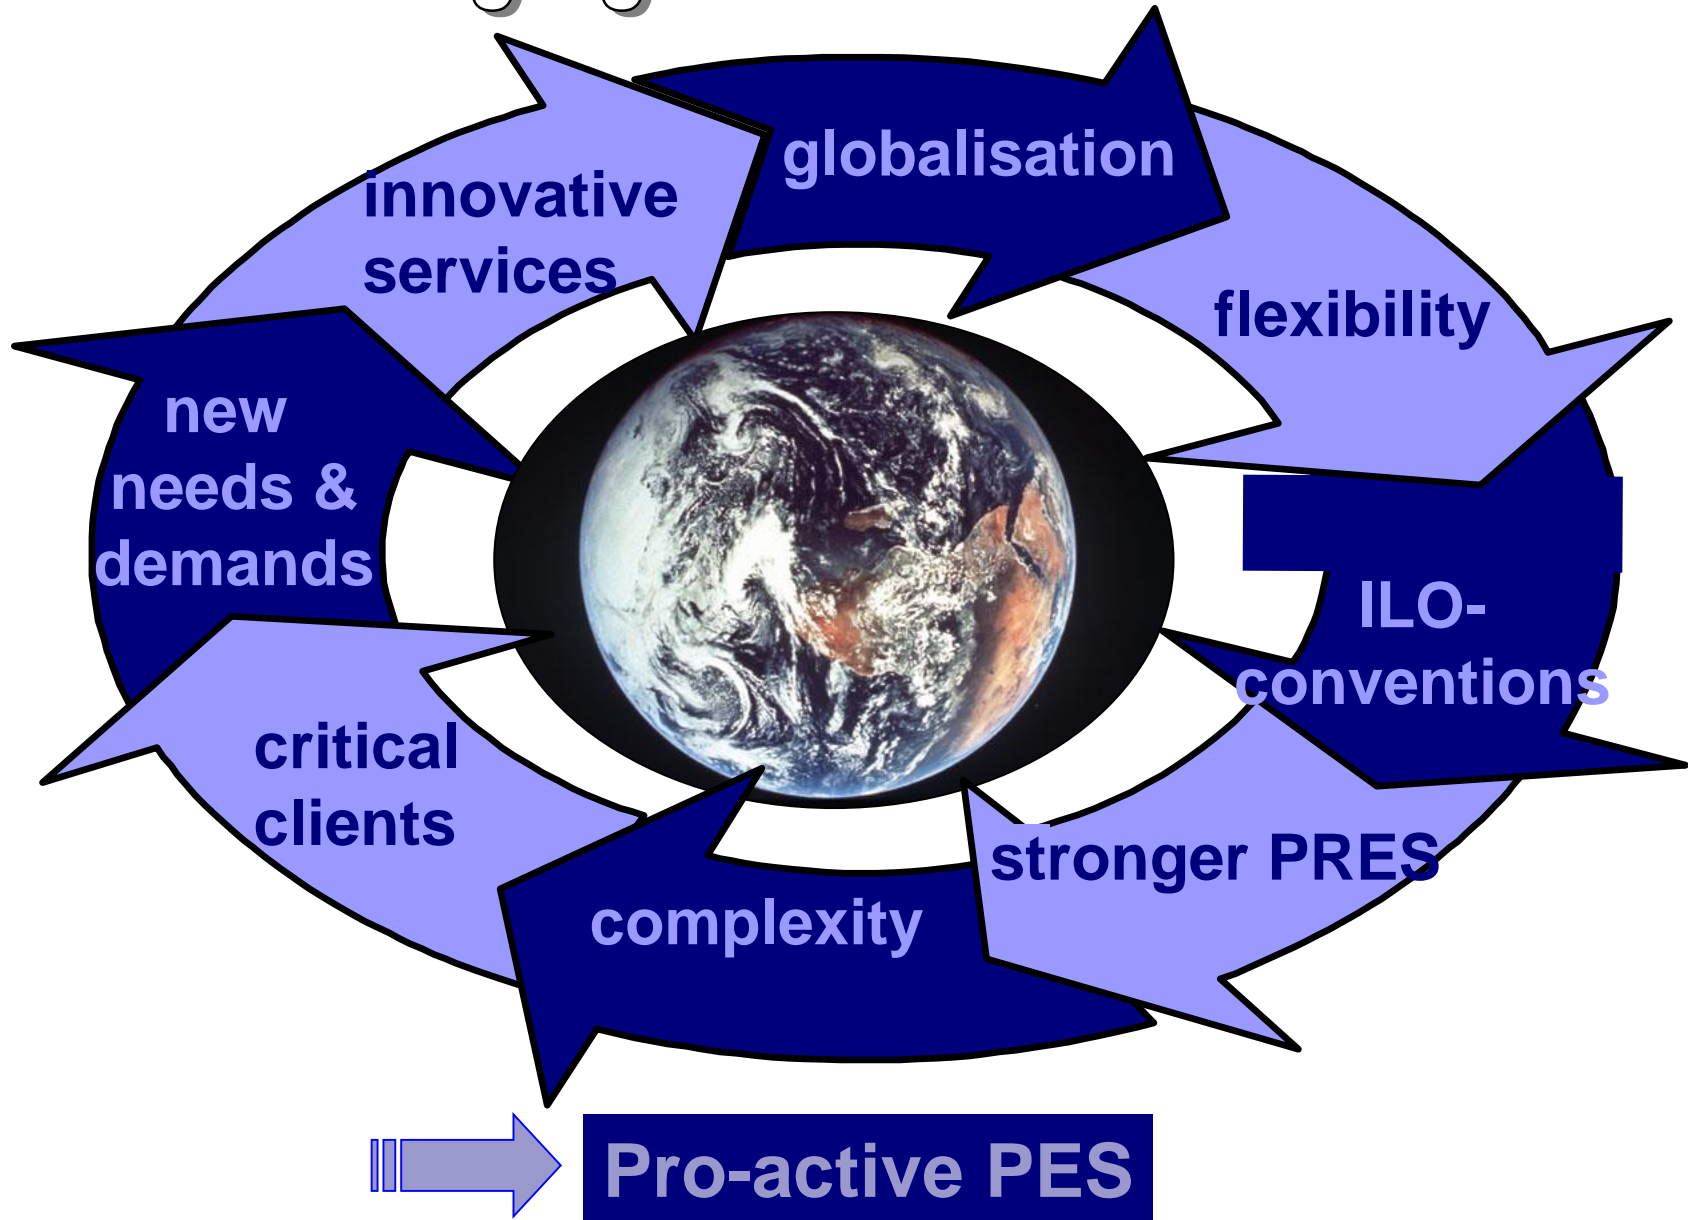 globalisation
innovative
services
flexibility
new
needs &
demands
ILO-
conventions
critical
clients
stronger PRES
complexity
Pro-active PES